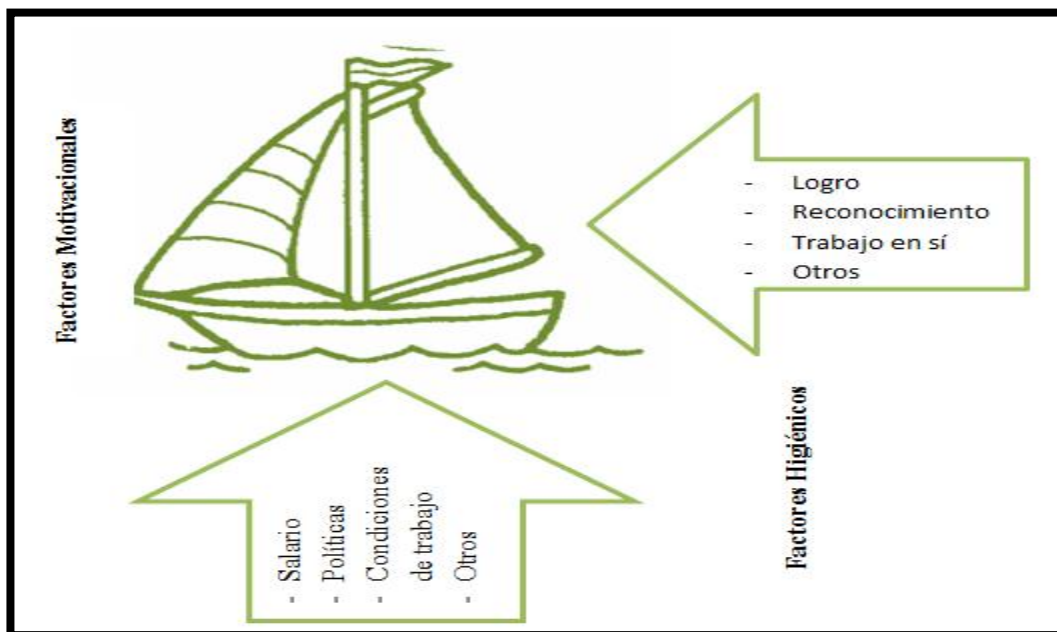 Factores Motivacionales
- Logro
- Reconocimiento
- Trabajo en sí
- Otros
- Salario
- Políticas
- Condiciones
de trabajo
- Otros
Factores Higiénicos